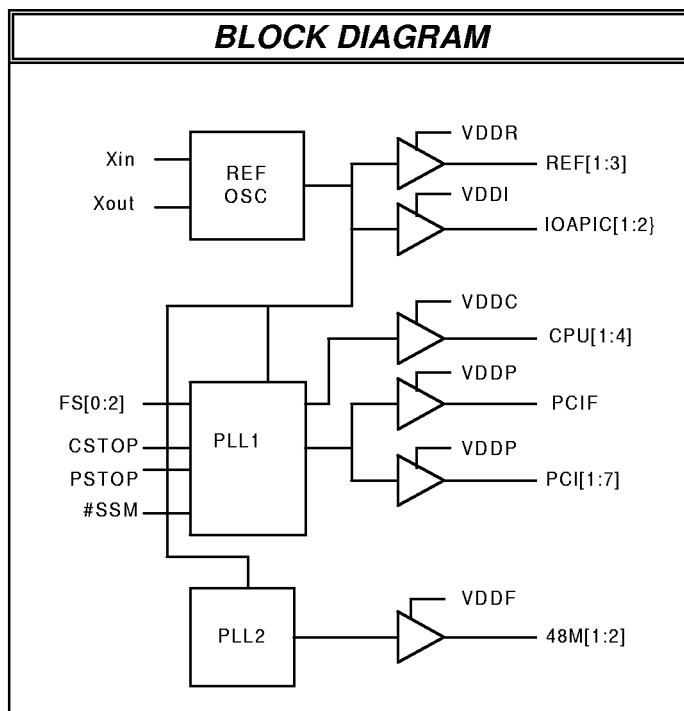 BLOCK DIAGRAM
VDDR
Xin
REF
OSC
REF[1:3]
Xout
VDDI
IOAPIC[1:2}
VDDC
CPU[1:4]
VDDP
FS[0:2]
PCIF
CSTOP
PLL1
VDDP
PSTOP
PCI[1:7]
#SSM
VDDF
PLL2
48M[1:2]